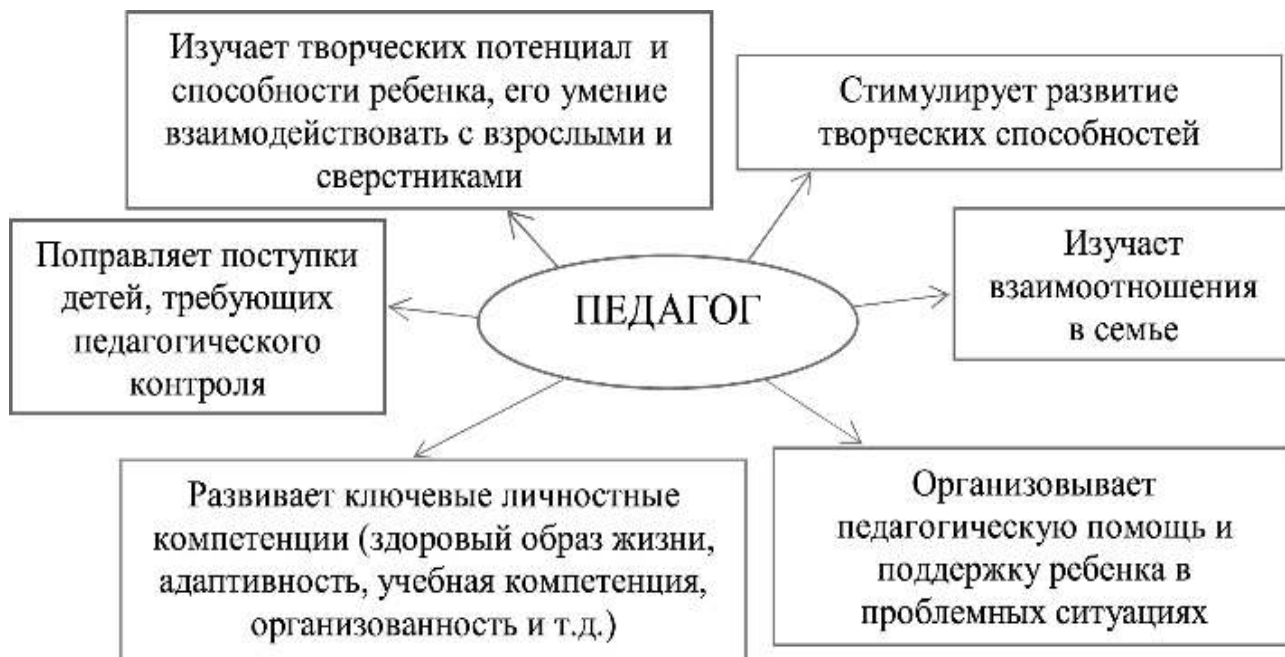 Изучает творческих потенциал и
способности ребенка, его умение
взаимодействовать с взрослыми и
сверстниками
Стимулирует развитие
творческих способностей
Поправляет поступки
детей, требующих
педагогического
контроля
ПЕДАГОГ
Изучаст
взаимоотношения
в семье
Развивает ключевые личностные
компетенции (здоровый образ жизни,
адаптивность, учебная компетенция,
организованность и т.д.)
Организовывает
педагогическую помощь и
поддержку ребенка в
проблемных ситуациях